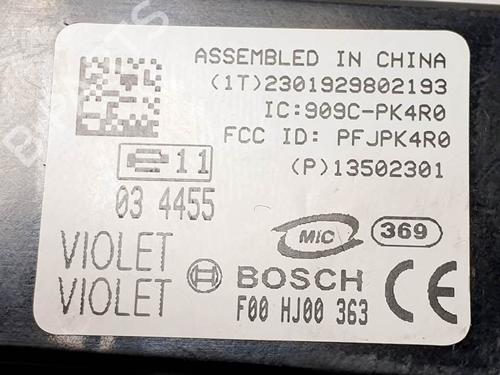 ASSEMBLED IN CHINA
(1T)2301929802193
IC:909C-PK4R0
FCC ID: PFJPK4R0
(P)13502301
e 11
03 4455
MIC
369
VIOLET
VIOLET
BOSCH
F00 HJ00 363
CE